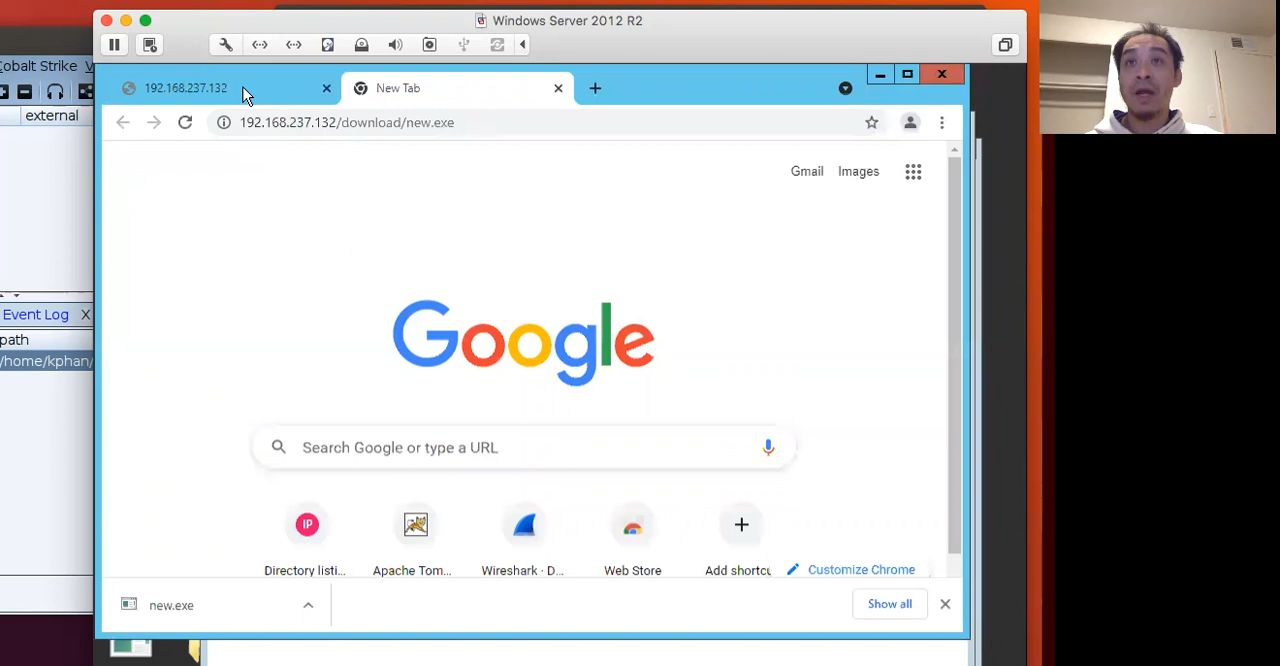 Windows Server 2012 R2
Cobalt Strike V
external
192.168.237.132
New Tab
192.168.237.132/download/new.exe
Gmail
Images
Google
Search Google or type a URL
Event Log X
path
/home/kphan/
IP
Directory listi...
Apache Tom...
Wireshark · D...
Web Store
Add shortcu
Customize Chrome
new.exe
Show all